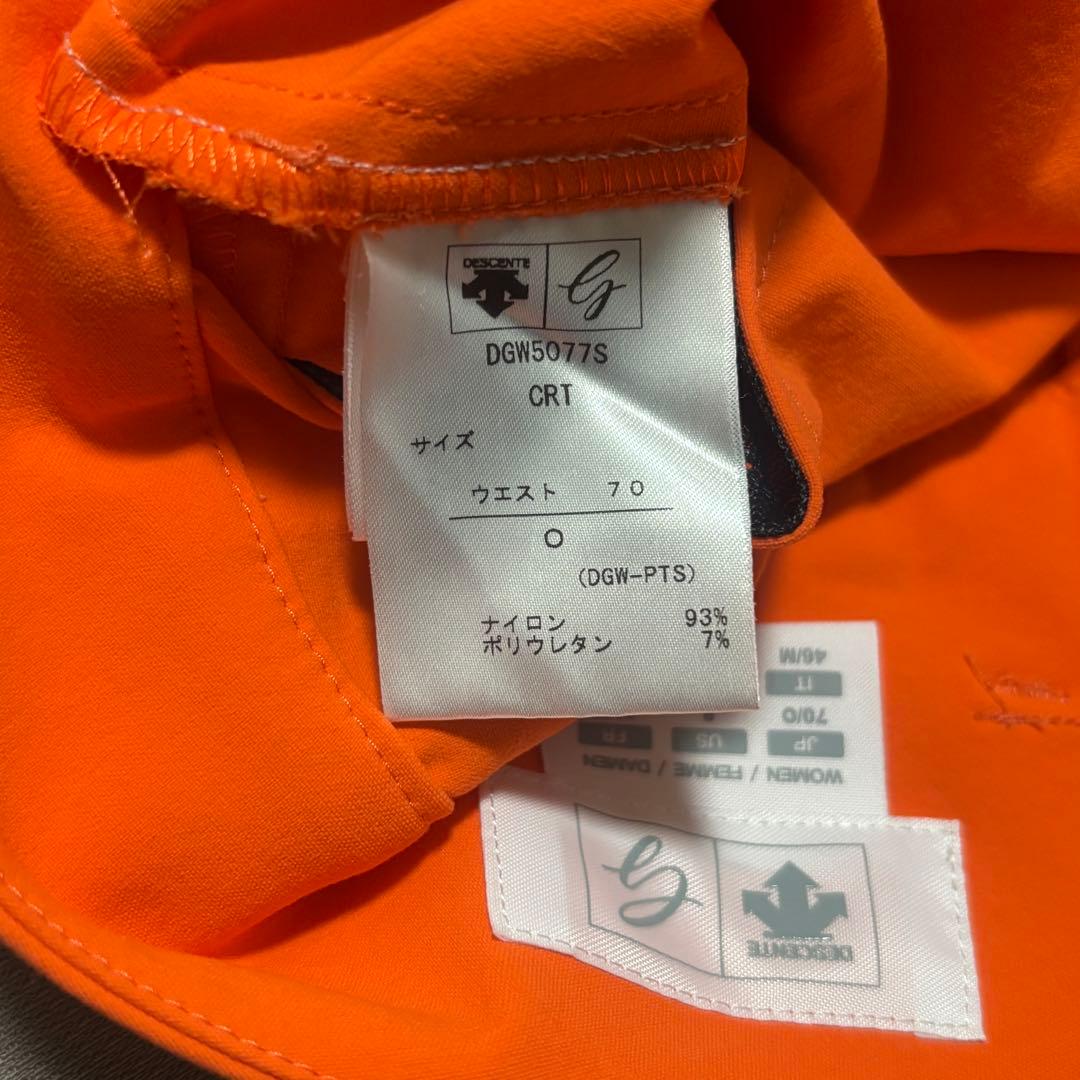 DESCENTE
DGW5077S
CRT
サイズ
ウエスト 70
O
(DGW-PTS)
ナイロン 93%
ポリウレタン 7%
WOMEN / FEMME / DAMEN
JP US FR
70/O
IT
46/M
DESCENTE